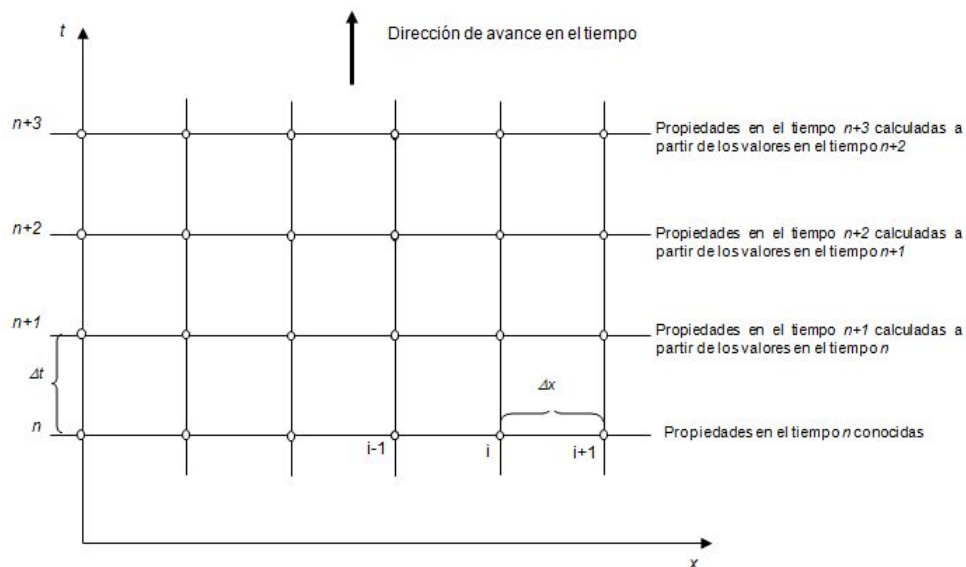 t
Dirección de avance en el tiempo
n+3
Propiedades en el tiempo n+3 calculadas a
partir de los valores en el tiempo n+2
n+2
Propiedades en el tiempo n+2 calculadas a
partir de los valores en el tiempo n+1
n+1
Propiedades en el tiempo n+1 calculadas a
partir de los valores en el tiempo n
Δt
Δx
n
Propiedades en el tiempo n conocidas
i-1
i
i+1
x